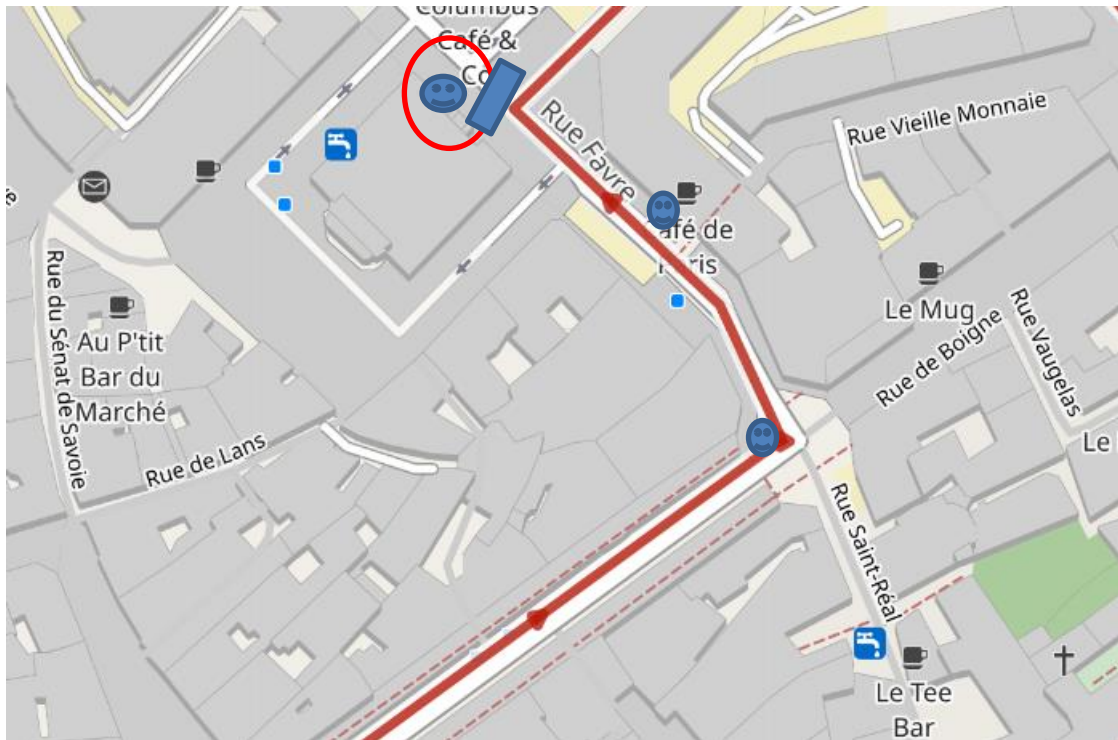 Columbus
Café &
Rue Favre
Rue Vieille Monnaie
Café de
Paris
Le Mug
Rue de Boigne
Rue Vaugelas
Le
Rue du Sénat de Savoie
Au P'tit
Bar du
Marché
Rue de Lans
Rue Saint-Réal
Le Tee
Bar